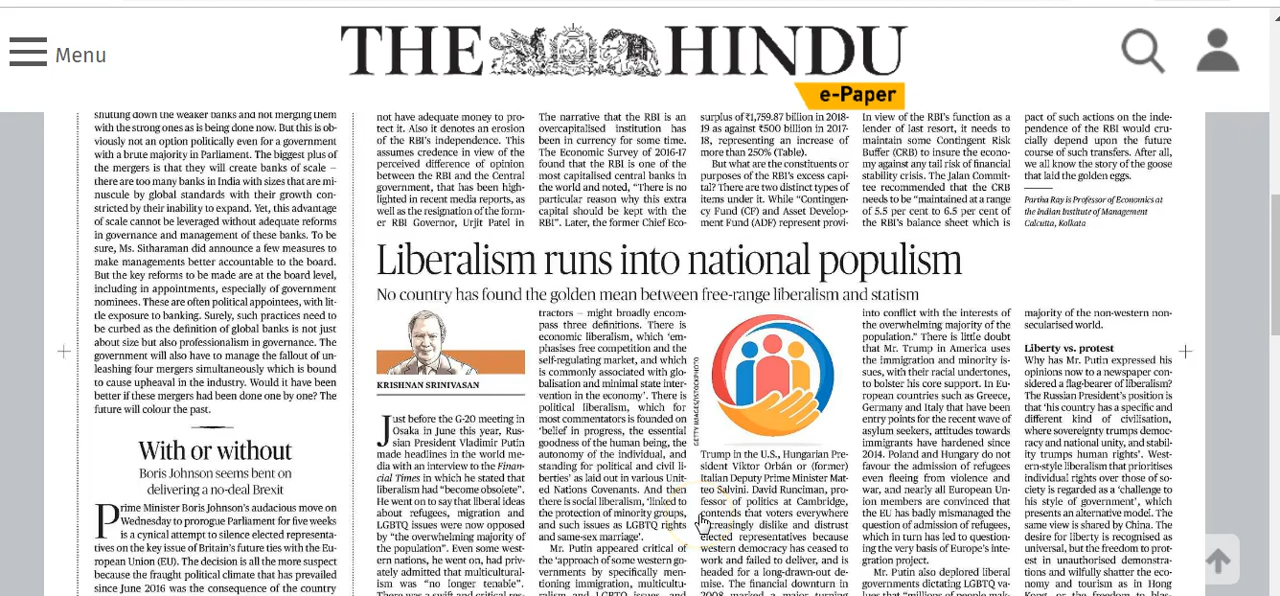 Menu
THE HINDU
e-Paper
shutting down the weaker banks and not merging them
with the strong ones as is being done now. But this is ob-
viously not an option politically even for a government
with a brute majority in Parliament. The biggest plus of
the mergers is that they will create banks of scale –
there are too many banks in India with sizes that are mi-
nuscule by global standards with their growth con-
stricted by their inability to expand. Yet, this advantage
of scale cannot be leveraged without adequate reforms
in governance and management of these banks. To be
sure, Ms. Sitharaman did announce a few measures to
make managements better accountable to the board.
But the key reforms to be made are at the board level,
including in appointments, especially of government
nominees. These are often political appointees, with lit-
tle exposure to banking. Surely, such practices need to
be curbed as the definition of global banks is not just
about size but also professionalism in governance. The
government will also have to manage the fallout of un-
leashing four mergers simultaneously which is bound
to cause upheaval in the industry. Would it have been
better if these mergers had been done one by one? The
future will colour the past.
With or without
Boris Johnson seems bent on
delivering a no-deal Brexit
Prime Minister Boris Johnson's audacious move on
Wednesday to prorogue Parliament for five weeks
is a cynical attempt to silence elected representa-
tives on the key issue of Britain's future ties with the Eu-
ropean Union (EU). The decision is all the more suspect
because the fraught political climate that has prevailed
since June 2016 was the consequence of the country
not have adequate money to pro-
tect it. Also it denotes an erosion
of the RBI's independence. This
assumes credence in view of the
perceived difference of opinion
between the RBI and the Central
government, that has been high-
lighted in recent media reports, as
well as the resignation of the form-
er RBI Governor, Urjit Patel in
The narrative that the RBI is an
overcapitalised institution has
been in currency for some time.
The Economic Survey of 2016-17
found that the RBI is one of the
most capitalised central banks in
the world and noted, "There is no
particular reason why this extra
capital should be kept with the
RBI". Later, the former Chief Eco-
surplus of ₹1,759.87 billion in 2018-
19 as against ₹500 billion in 2017-
18, representing an increase of
more than 250% (Table).
But what are the constituents or
purposes of the RBI's excess capi-
tal? There are two distinct types of
items under it. While "Contingen-
cy Fund (CF) and Asset Develop-
ment Fund (ADF) represent provi-
In view of the RBI's function as a
lender of last resort, it needs to
maintain some Contingent Risk
Buffer (CRB) to insure the econo-
my against any tail risk of financial
stability crisis. The Jalan Commit-
tee recommended that the CRB
needs to be "maintained at a range
of 5.5 per cent to 6.5 per cent of
the RBI's balance sheet which is
pact of such actions on the inde-
pendence of the RBI would cru-
cially depend upon the future
course of such transfers. After all,
we all know the story of the goose
that laid the golden eggs.
Partha Ray is Professor of Economics at
the Indian Institute of Management
Calcutta, Kolkata
Liberalism runs into national populism
No country has found the golden mean between free-range liberalism and statism
KRISHNAN SRINIVASAN
Just before the G-20 meeting in
Osaka in June this year, Rus-
sian President Vladimir Putin
made headlines in the world me-
dia with an interview to the Finan-
cial Times in which he stated that
liberalism had "become obsolete".
He went on to say that liberal ideas
about refugees, migration and
LGBTQ issues were now opposed
by "the overwhelming majority of
the population". Even some west-
ern nations, he went on, had priv-
ately admitted that multicultural-
ism was "no longer tenable".
There was a swift and critical res-
tractors – might broadly encom-
pass three definitions. There is
economic liberalism, which 'em-
phasises free competition and the
self-regulating market, and which
is commonly associated with glo-
balisation and minimal state inter-
vention in the economy'. There is
political liberalism, which for
most commentators is founded on
'belief in progress, the essential
goodness of the human being, the
autonomy of the individual, and
standing for political and civil li-
berties' as laid out in various Unit-
ed Nations Covenants. And then
there is social liberalism, 'linked to
the protection of minority groups,
and such issues as LGBTQ rights
and same-sex marriage'.
Mr. Putin appeared critical of
the 'approach of some western go-
vernments by specifically men-
tioning immigration, multicultu-
ralism and LGBTQ issues, and
GETTY IMAGES/ISTOCKPHOTO
Trump in the U.S., Hungarian Pre-
sident Viktor Orbán or (former)
Italian Deputy Prime Minister Mat-
teo Salvini. David Runciman, pro-
fessor of politics at Cambridge,
contends that voters everywhere
increasingly dislike and distrust
elected representatives because
western democracy has ceased to
work and failed to deliver, and is
headed for a long-drawn-out de-
mise. The financial downturn in
2008 marked a major turning
into conflict with the interests of
the overwhelming majority of the
population." There is little doubt
that Mr. Trump in America uses
the immigration and minority is-
sues, with their racial undertones,
to bolster his core support. In Eu-
ropean countries such as Greece,
Germany and Italy that have been
entry points for the recent wave of
asylum seekers, attitudes towards
immigrants have hardened since
2014. Poland and Hungary do not
favour the admission of refugees
even fleeing from violence and
war, and nearly all European Un-
ion members are convinced that
the EU has badly mismanaged the
question of admission of refugees,
which in turn has led to question-
ing the very basis of Europe's inte-
gration project.
Mr. Putin also deplored liberal
governments dictating LGBTQ va-
lues that "millions of people mak-
majority of the non-western non-
secularised world.
Liberty vs. protest
Why has Mr. Putin expressed his
opinions now to a newspaper con-
sidered a flag-bearer of liberalism?
The Russian President's position is
that 'his country has a specific and
different kind of civilisation,
where sovereignty trumps democ-
racy and national unity, and stabil-
ity trumps human rights'. West-
ern-style liberalism that prioritises
individual rights over those of so-
ciety is regarded as a 'challenge to
his style of government', which
presents an alternative model. The
same view is shared by China. The
desire for liberty is recognised as
universal, but the freedom to prot-
est in unauthorised demonstra-
tions and wilfully shatter the eco-
nomy and tourism as in Hong
Kong, or the freedom to blas-